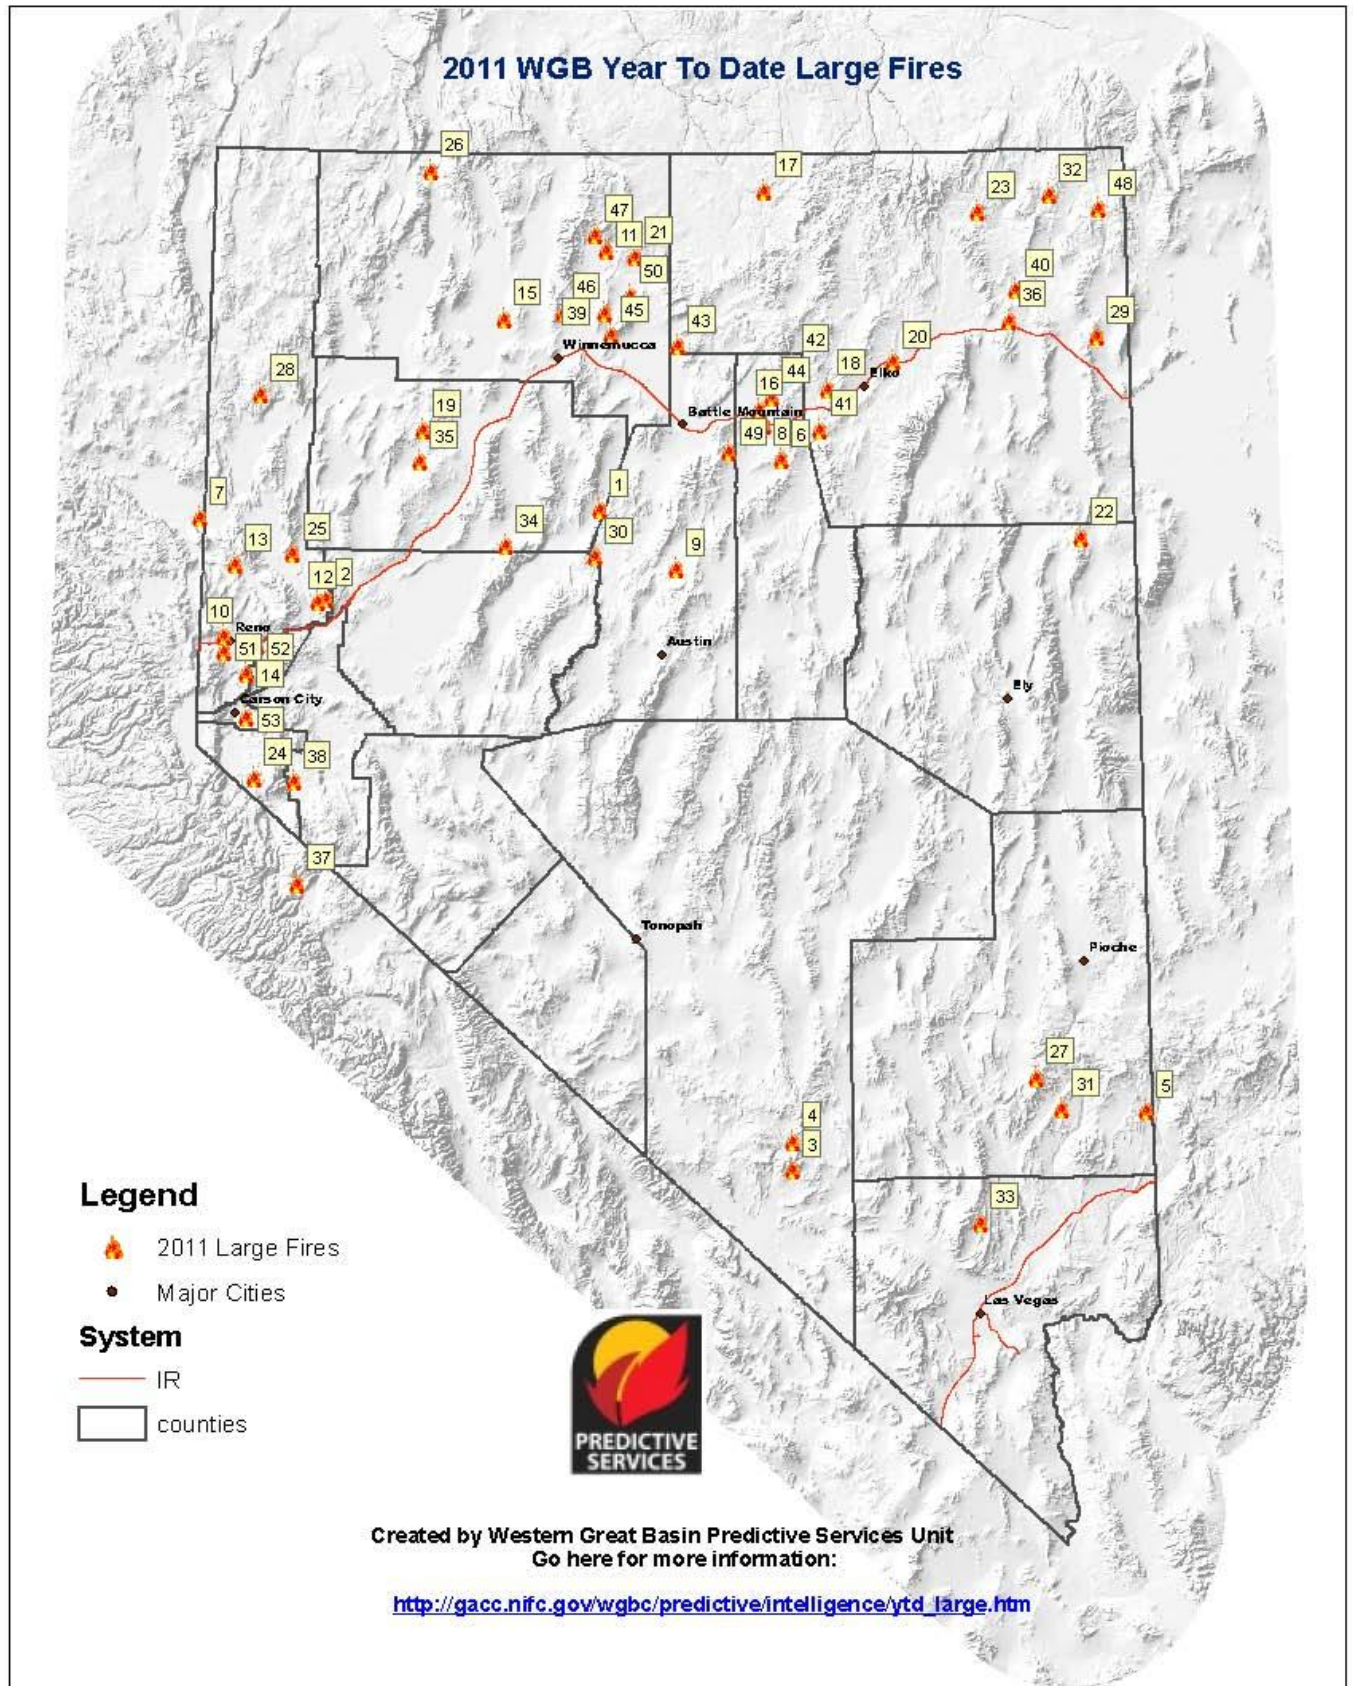 2011 WGB Year To Date Large Fires
26
17
32
23
48
47
11
21
50
40
46
36
15
39
45
29
43
42
20
Winnemucca
28
18
44
16
Elko
19
41
Battle Mountain
35
49
8
6
1
7
22
25
34
30
13
9
12
2
10
Reno
51
52
Austin
14
Ely
Carson City
53
24
38
37
Tonopah
Pioche
27
31
5
4
3
33
Legend
2011 Large Fires
Major Cities
Las Vegas
System
IR
counties
PREDICTIVE
SERVICES
Created by Western Great Basin Predictive Services Unit
Go here for more information:
http://gacc.nifc.gov/wgbc/predictive/intelligence/ytd_large.htm